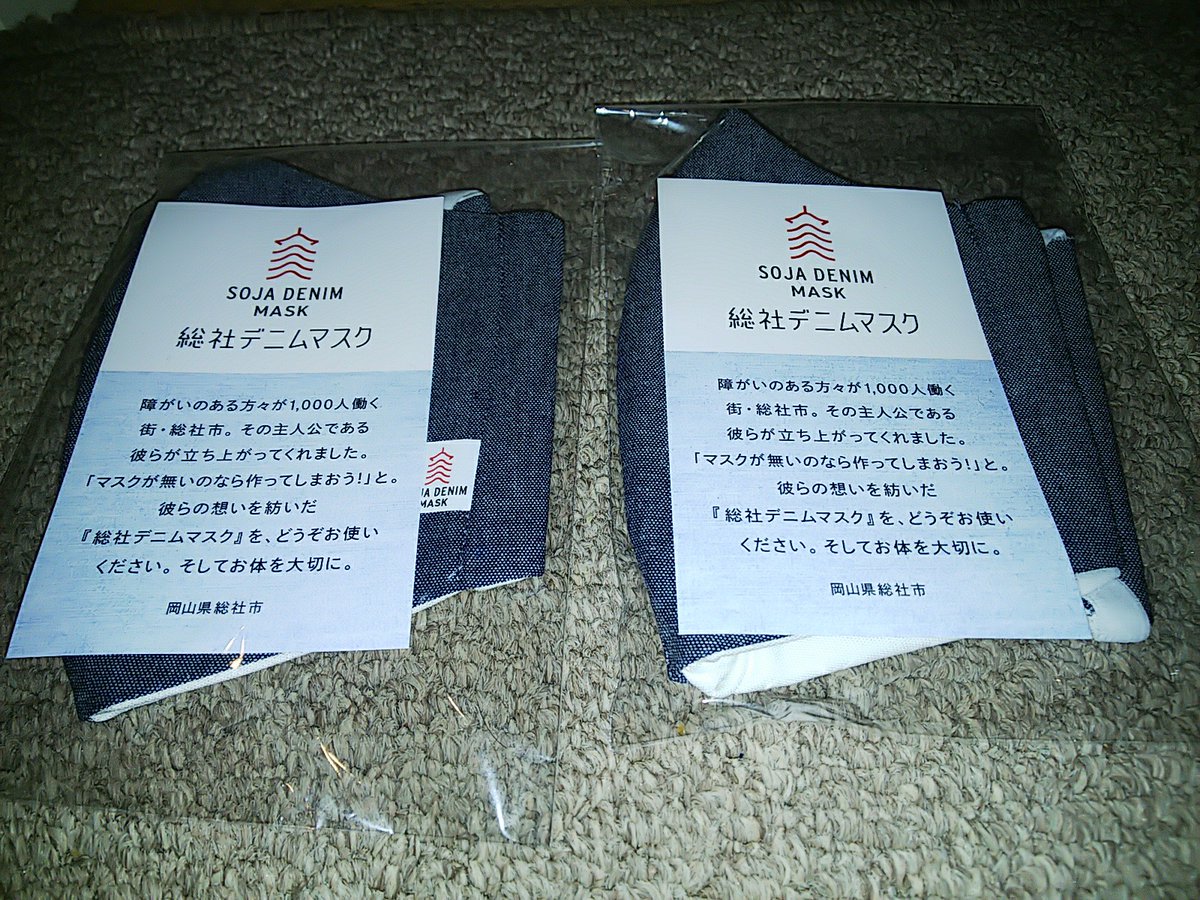 SOJA DENIM
MASK
総社デニムマスク
障がいのある方々が1,000人働く
街・総社市。その主人公である
彼らが立ち上がってくれました。
「マスクが無いのなら作ってしまおう!」と。
彼らの想いを紡いだ
『総社デニムマスク』を、どうぞお使い
ください。そしてお体を大切に。
岡山県総社市
JA DENIM
MASK
SOJA DENIM
MASK
総社デニムマスク
障がいのある方々が1,000人働く
街・総社市。その主人公である
彼らが立ち上がってくれました。
「マスクが無いのなら作ってしまおう!」と。
彼らの想いを紡いだ
『総社デニムマスク』を、どうぞお使い
ください。そしてお体を大切に。
岡山県総社市